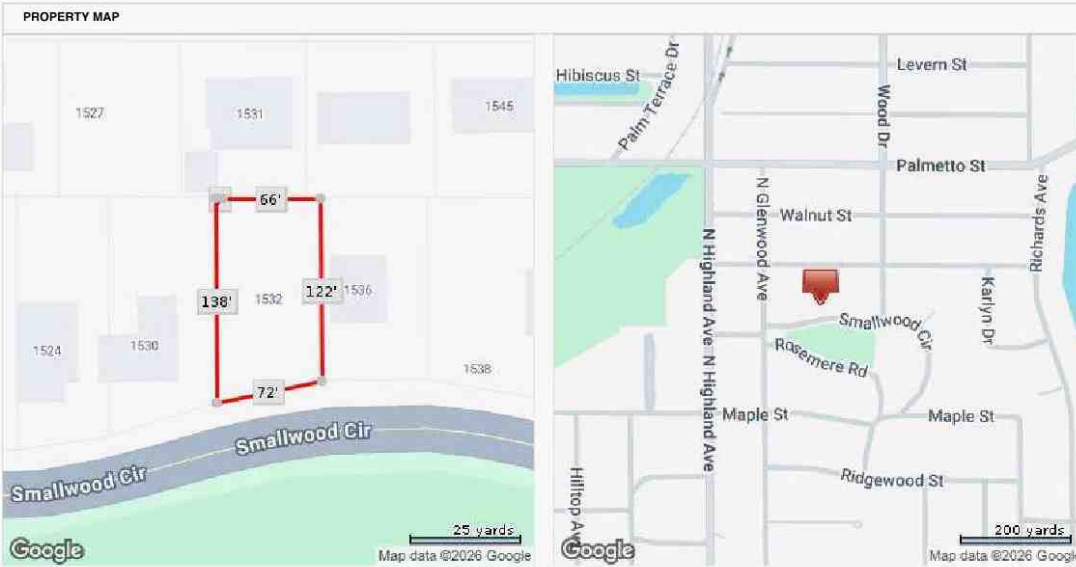 PROPERTY MAP
1527
1531
1545
66'
138'
1532
122'
1536
1524
1530
72'
1538
Smallwood Cir
Smallwood Cir
25 yards
Google
Map data ©2026 Google
Hibiscus St
Palm Terrace Dr
Levern St
Wood Dr
Palmetto St
N Glenwood Ave
Walnut St
Richards Ave
N Highland Ave
Karlyn Dr
Smallwood Cir
Rosemere Rd
N Highland Ave
Maple St
Maple St
Ridgewood St
Hilltop Av
200 yards
Google
Map data ©2026 Google